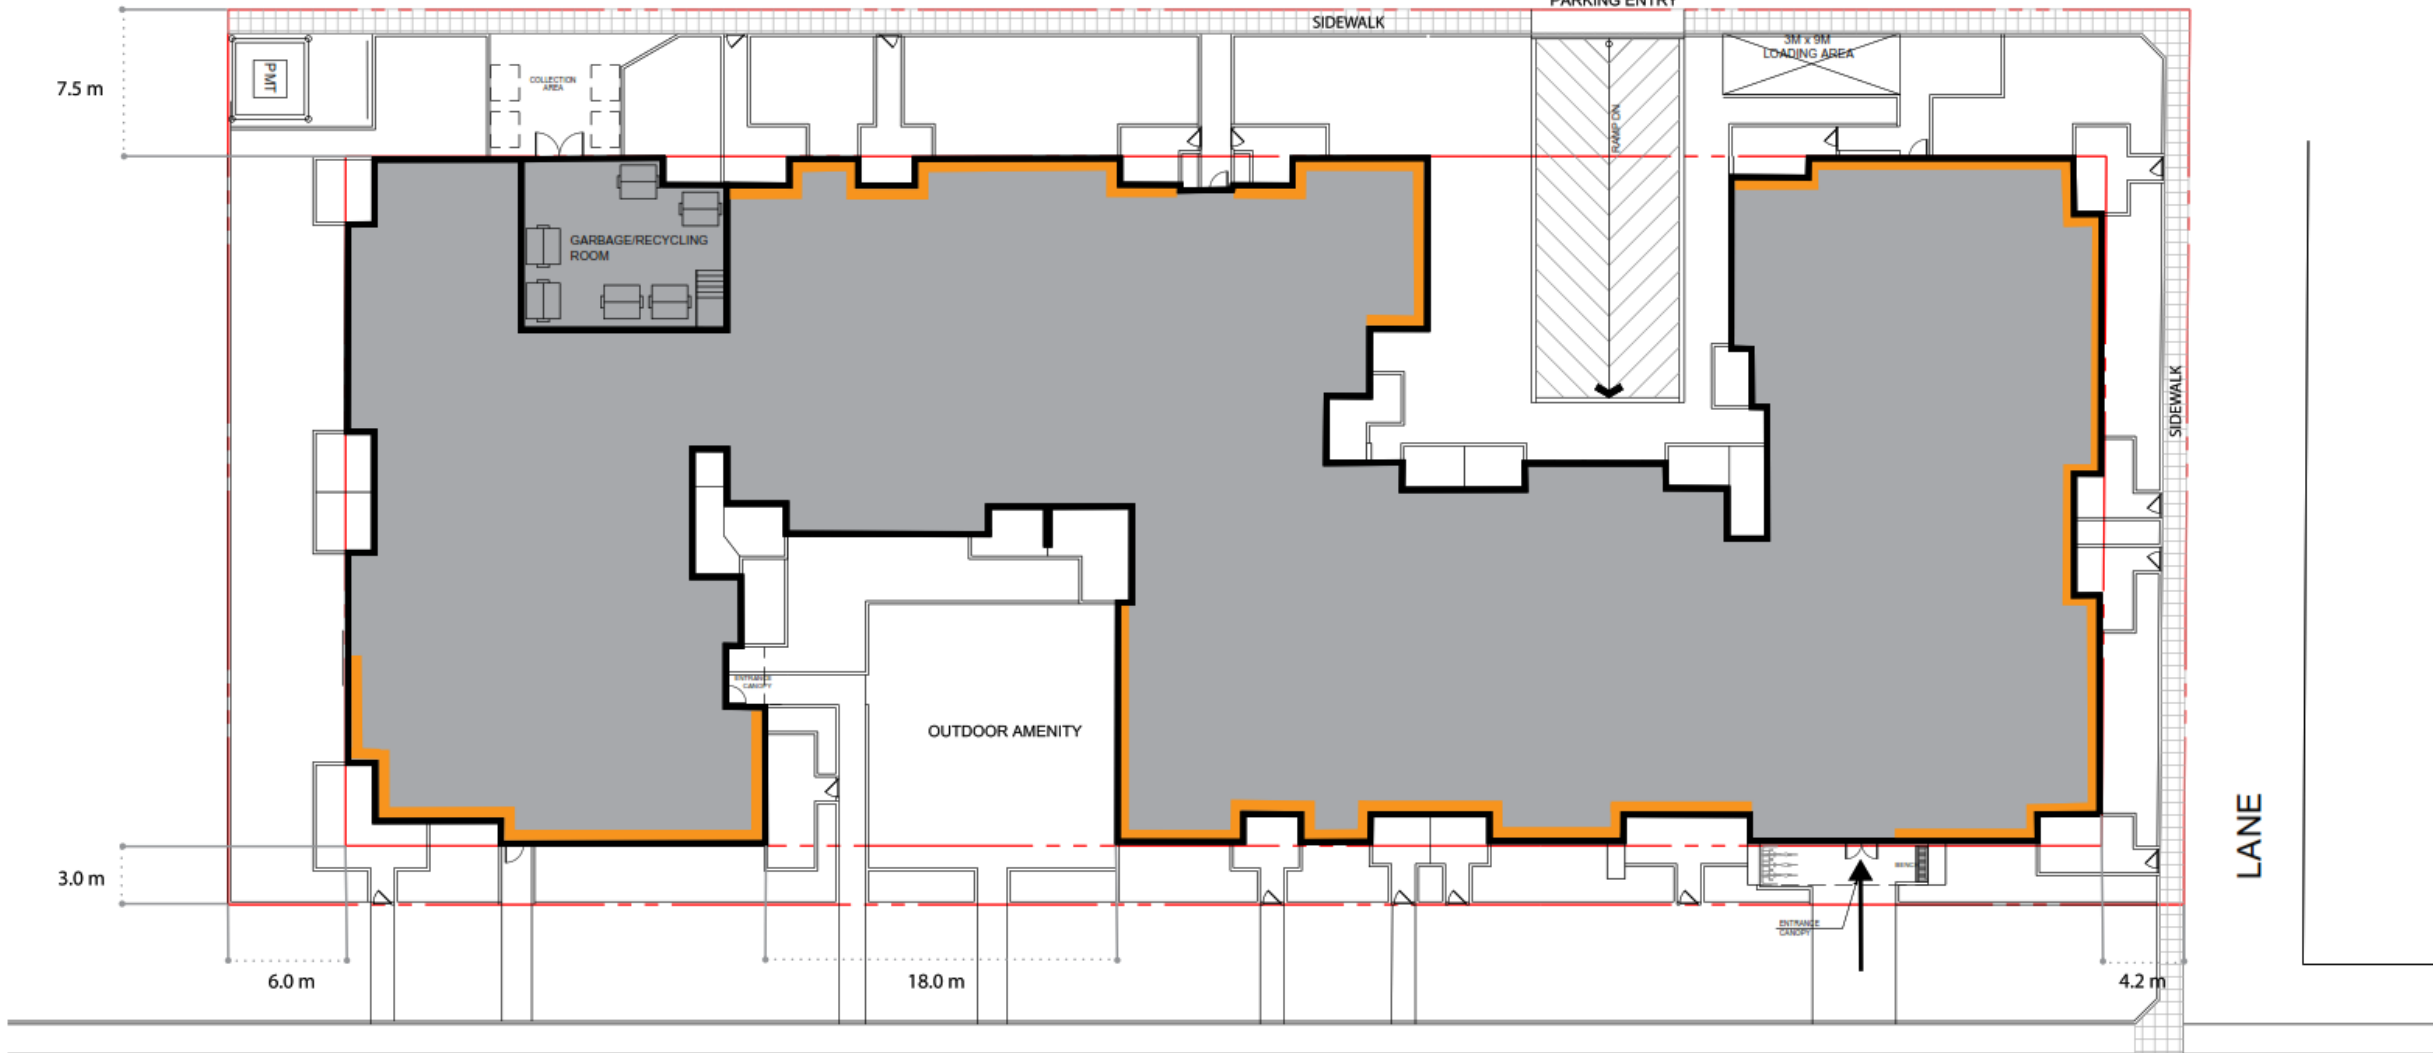 PARKING ENTRY
SIDEWALK
7.5 m
PMT
COLLECTION
AREA
3M x 9M
LOADING AREA
RAMP DN
GARBAGE/RECYCLING
ROOM
SIDEWALK
ENTRANCE
CANOPY
OUTDOOR AMENITY
LANE
3.0 m
BENCH
ENTRANCE
CANOPY
6.0 m
18.0 m
4.2 m